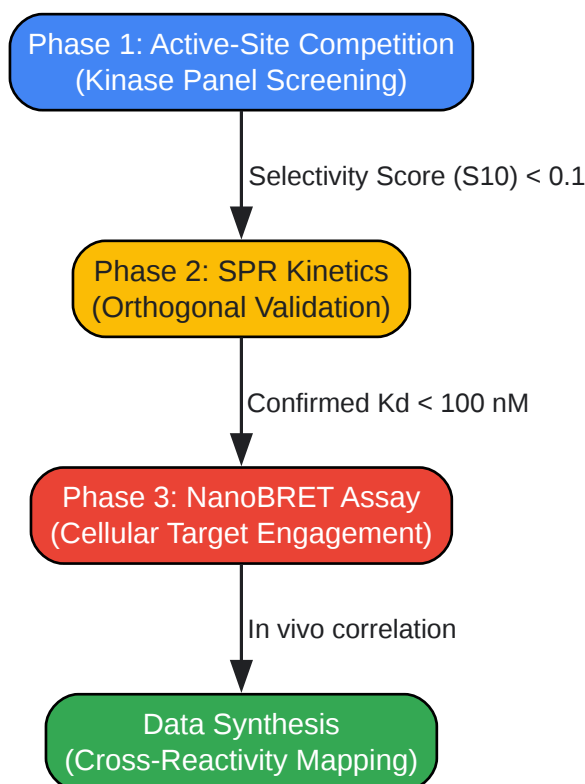 Phase 1: Active-Site Competition
(Kinase Panel Screening)
Selectivity Score (S10) < 0.1
Phase 2: SPR Kinetics
(Orthogonal Validation)
Confirmed Kd < 100 nM
Phase 3: NanoBRET Assay
(Cellular Target Engagement)
In vivo correlation
Data Synthesis
(Cross-Reactivity Mapping)